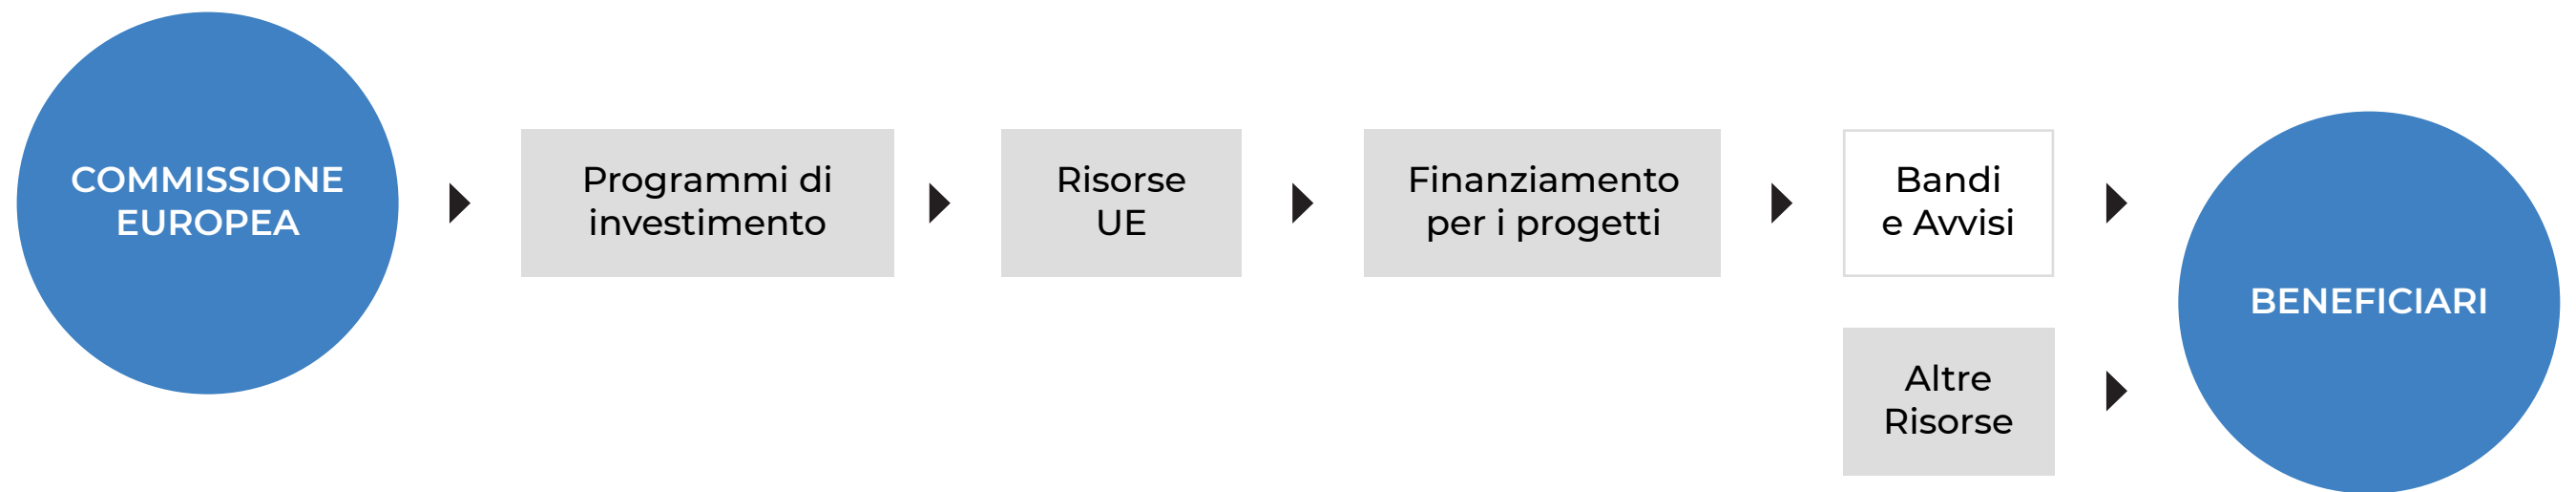 COMMISSIONE
EUROPEA
Programmi di
investimento
Risorse
UE
Finanziamento
per i progetti
Bandi
e Avvisi
Altre
Risorse
BENEFICIARI